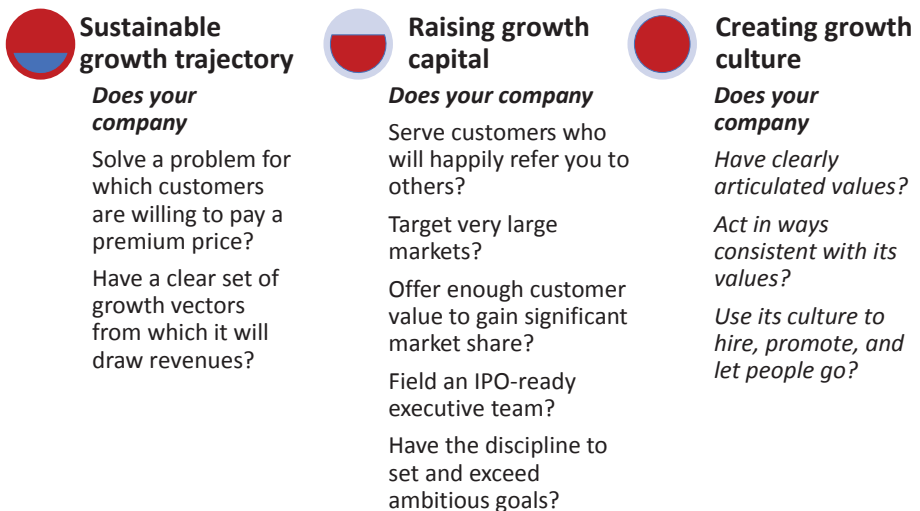 Sustainable
growth trajectory
Does your
company
Solve a problem for
which customers
are willing to pay a
premium price?
Have a clear set of
growth vectors
from which it will
draw revenues?
Raising growth
capital
Does your company
Serve customers who
will happily refer you to
others?
Target very large
markets?
Offer enough customer
value to gain significant
market share?
Field an IPO-ready
executive team?
Have the discipline to
set and exceed
ambitious goals?
Creating growth
culture
Does your
company
Have clearly
articulated values?
Act in ways
consistent with its
values?
Use its culture to
hire, promote, and
let people go?